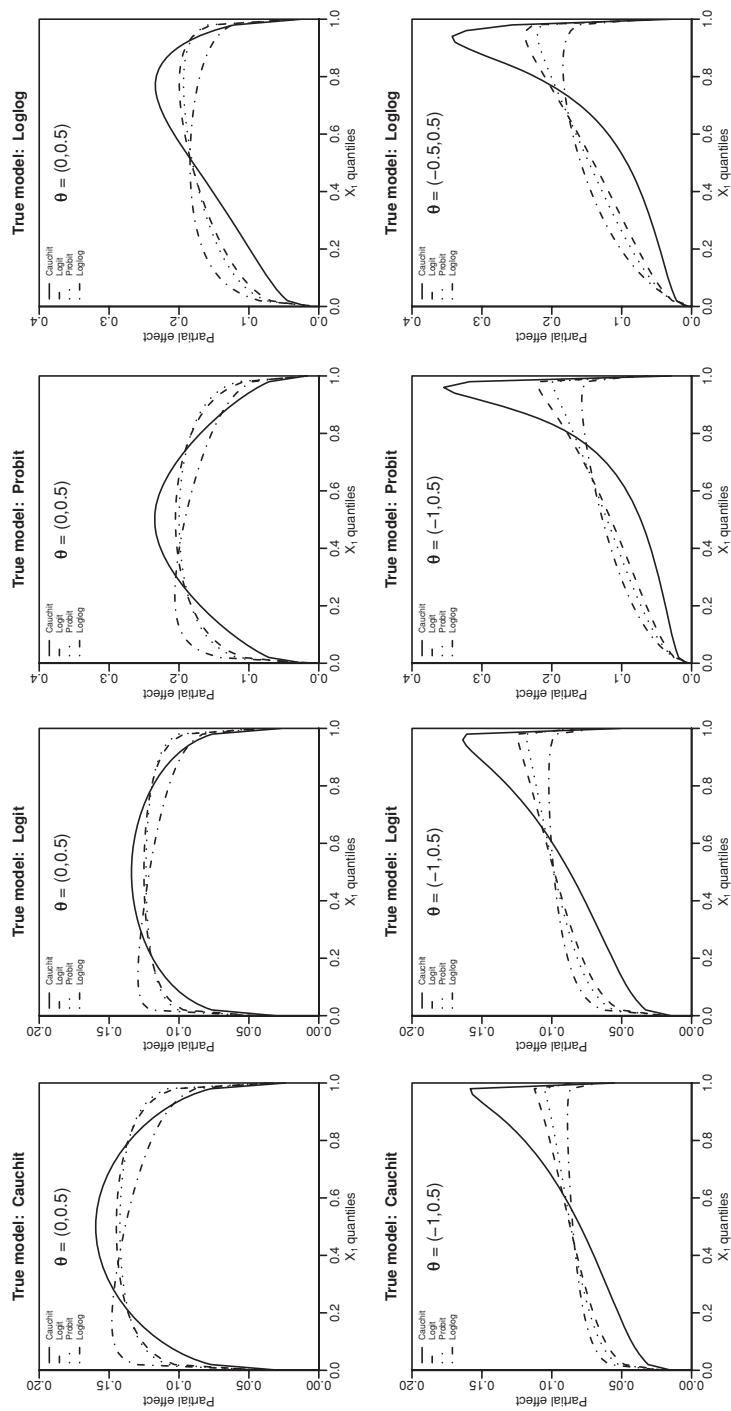 True model: Cauchit
θ = (0,0.5)
Cauchit
Logit
Probit
Loglog
Partial effect
0.20
0.15
0.10
0.05
0.00
0.0 0.2 0.4 0.6 0.8 1.0
X1 quantiles
True model: Logit
θ = (0,0.5)
Cauchit
Logit
Probit
Loglog
Partial effect
0.20
0.15
0.10
0.05
0.00
0.0 0.2 0.4 0.6 0.8 1.0
X1 quantiles
True model: Probit
θ = (0,0.5)
Cauchit
Logit
Probit
Loglog
Partial effect
0.4
0.3
0.2
0.1
0.0
0.0 0.2 0.4 0.6 0.8 1.0
X1 quantiles
True model: Loglog
θ = (0,0.5)
Cauchit
Logit
Probit
Loglog
Partial effect
0.4
0.3
0.2
0.1
0.0
0.0 0.2 0.4 0.6 0.8 1.0
X1 quantiles
True model: Cauchit
θ = (−1,0.5)
Cauchit
Logit
Probit
Loglog
Partial effect
0.20
0.15
0.10
0.05
0.00
0.0 0.2 0.4 0.6 0.8 1.0
X1 quantiles
True model: Logit
θ = (−1,0.5)
Cauchit
Logit
Probit
Loglog
Partial effect
0.20
0.15
0.10
0.05
0.00
0.0 0.2 0.4 0.6 0.8 1.0
X1 quantiles
True model: Probit
θ = (−1,0.5)
Cauchit
Logit
Probit
Loglog
Partial effect
0.4
0.3
0.2
0.1
0.0
0.0 0.2 0.4 0.6 0.8 1.0
X1 quantiles
True model: Loglog
θ = (−0.5,0.5)
Cauchit
Logit
Probit
Loglog
Partial effect
0.4
0.3
0.2
0.1
0.0
0.0 0.2 0.4 0.6 0.8 1.0
X1 quantiles